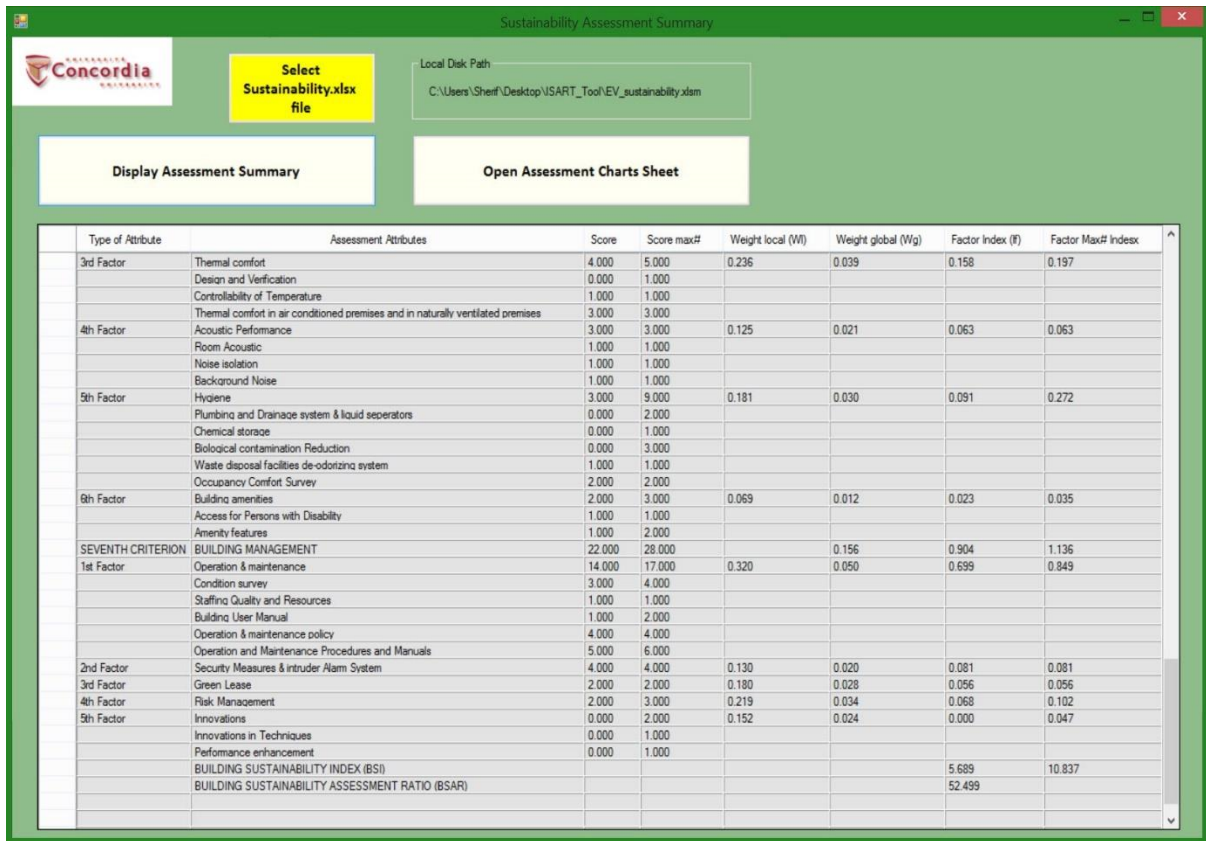 Sustainability Assessment Summary
UNIVERSITÉ
Concordia
UNIVERSITY
Select
Sustainability.xlsx
file
Local Disk Path
C:\Users\Sherif\Desktop\ISART_Tool\EV_sustainability.xlsm
Display Assessment Summary
Open Assessment Charts Sheet
Type of Attribute Assessment Attributes Score Score max# Weight local (Wl) Weight global (Wg) Factor Index (If) Factor Max# Indesx
3rd Factor Thermal comfort 4.000 5.000 0.236 0.039 0.158 0.197
Design and Verification 0.000 1.000
Controllability of Temperature 1.000 1.000
Thermal comfort in air conditioned premises and in naturally ventilated premises 3.000 3.000
4th Factor Acoustic Performance 3.000 3.000 0.125 0.021 0.063 0.063
Room Acoustic 1.000 1.000
Noise isolation 1.000 1.000
Background Noise 1.000 1.000
5th Factor Hygiene 3.000 9.000 0.181 0.030 0.091 0.272
Plumbing and Drainage system & liquid seperators 0.000 2.000
Chemical storage 0.000 1.000
Biological contamination Reduction 0.000 3.000
Waste disposal facilities de-odorizing system 1.000 1.000
Occupancy Comfort Survey 2.000 2.000
6th Factor Building amenities 2.000 3.000 0.069 0.012 0.023 0.035
Access for Persons with Disability 1.000 1.000
Amenity features 1.000 2.000
SEVENTH CRITERION BUILDING MANAGEMENT 22.000 28.000 0.156 0.904 1.136
1st Factor Operation & maintenance 14.000 17.000 0.320 0.050 0.699 0.849
Condition survey 3.000 4.000
Staffing Quality and Resources 1.000 1.000
Building User Manual 1.000 2.000
Operation & maintenance policy 4.000 4.000
Operation and Maintenance Procedures and Manuals 5.000 6.000
2nd Factor Security Measures & intruder Alarm System 4.000 4.000 0.130 0.020 0.081 0.081
3rd Factor Green Lease 2.000 2.000 0.180 0.028 0.056 0.056
4th Factor Risk Management 2.000 3.000 0.219 0.034 0.068 0.102
5th Factor Innovations 0.000 2.000 0.152 0.024 0.000 0.047
Innovations in Techniques 0.000 1.000
Performance enhancement 0.000 1.000
BUILDING SUSTAINABILITY INDEX (BSI) 5.689 10.837
BUILDING SUSTAINABILITY ASSESSMENT RATIO (BSAR) 52.499